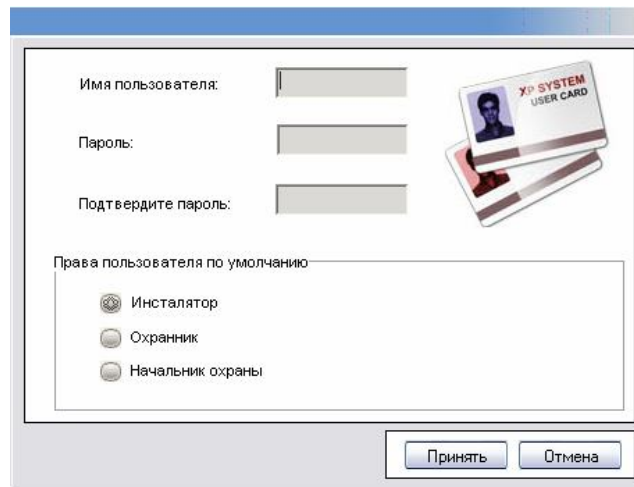 Имя пользователя:
XP SYSTEM
USER CARD
Пароль:
Подтвердите пароль:
Права пользователя по умолчанию
Инсталятор
Охранник
Начальник охраны
Принять
Отмена